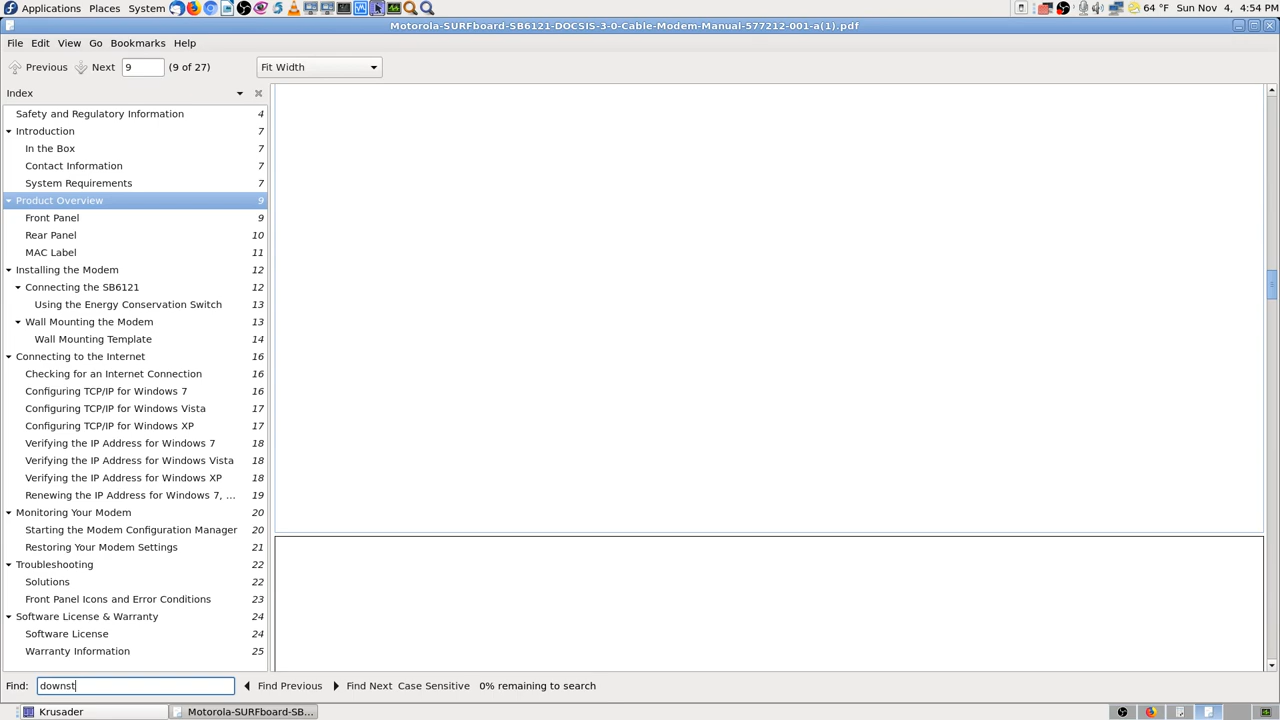 Applications Places System 64 °F Sun Nov 4, 4:54 PM
Motorola-SURFboard-SB6121-DOCSIS-3-0-Cable-Modem-Manual-577212-001-a(1).pdf
File Edit View Go Bookmarks Help
Previous Next 9 (9 of 27) Fit Width
Index
Safety and Regulatory Information 4
Introduction 7
In the Box 7
Contact Information 7
System Requirements 7
Product Overview 9
Front Panel 9
Rear Panel 10
MAC Label 11
Installing the Modem 12
Connecting the SB6121 12
Using the Energy Conservation Switch 13
Wall Mounting the Modem 13
Wall Mounting Template 14
Connecting to the Internet 16
Checking for an Internet Connection 16
Configuring TCP/IP for Windows 7 16
Configuring TCP/IP for Windows Vista 17
Configuring TCP/IP for Windows XP 17
Verifying the IP Address for Windows 7 18
Verifying the IP Address for Windows Vista 18
Verifying the IP Address for Windows XP 18
Renewing the IP Address for Windows 7, ... 19
Monitoring Your Modem 20
Starting the Modem Configuration Manager 20
Restoring Your Modem Settings 21
Troubleshooting 22
Solutions 22
Front Panel Icons and Error Conditions 23
Software License & Warranty 24
Software License 24
Warranty Information 25
Find: downst Find Previous Find Next Case Sensitive 0% remaining to search
Krusader Motorola-SURFboard-SB...